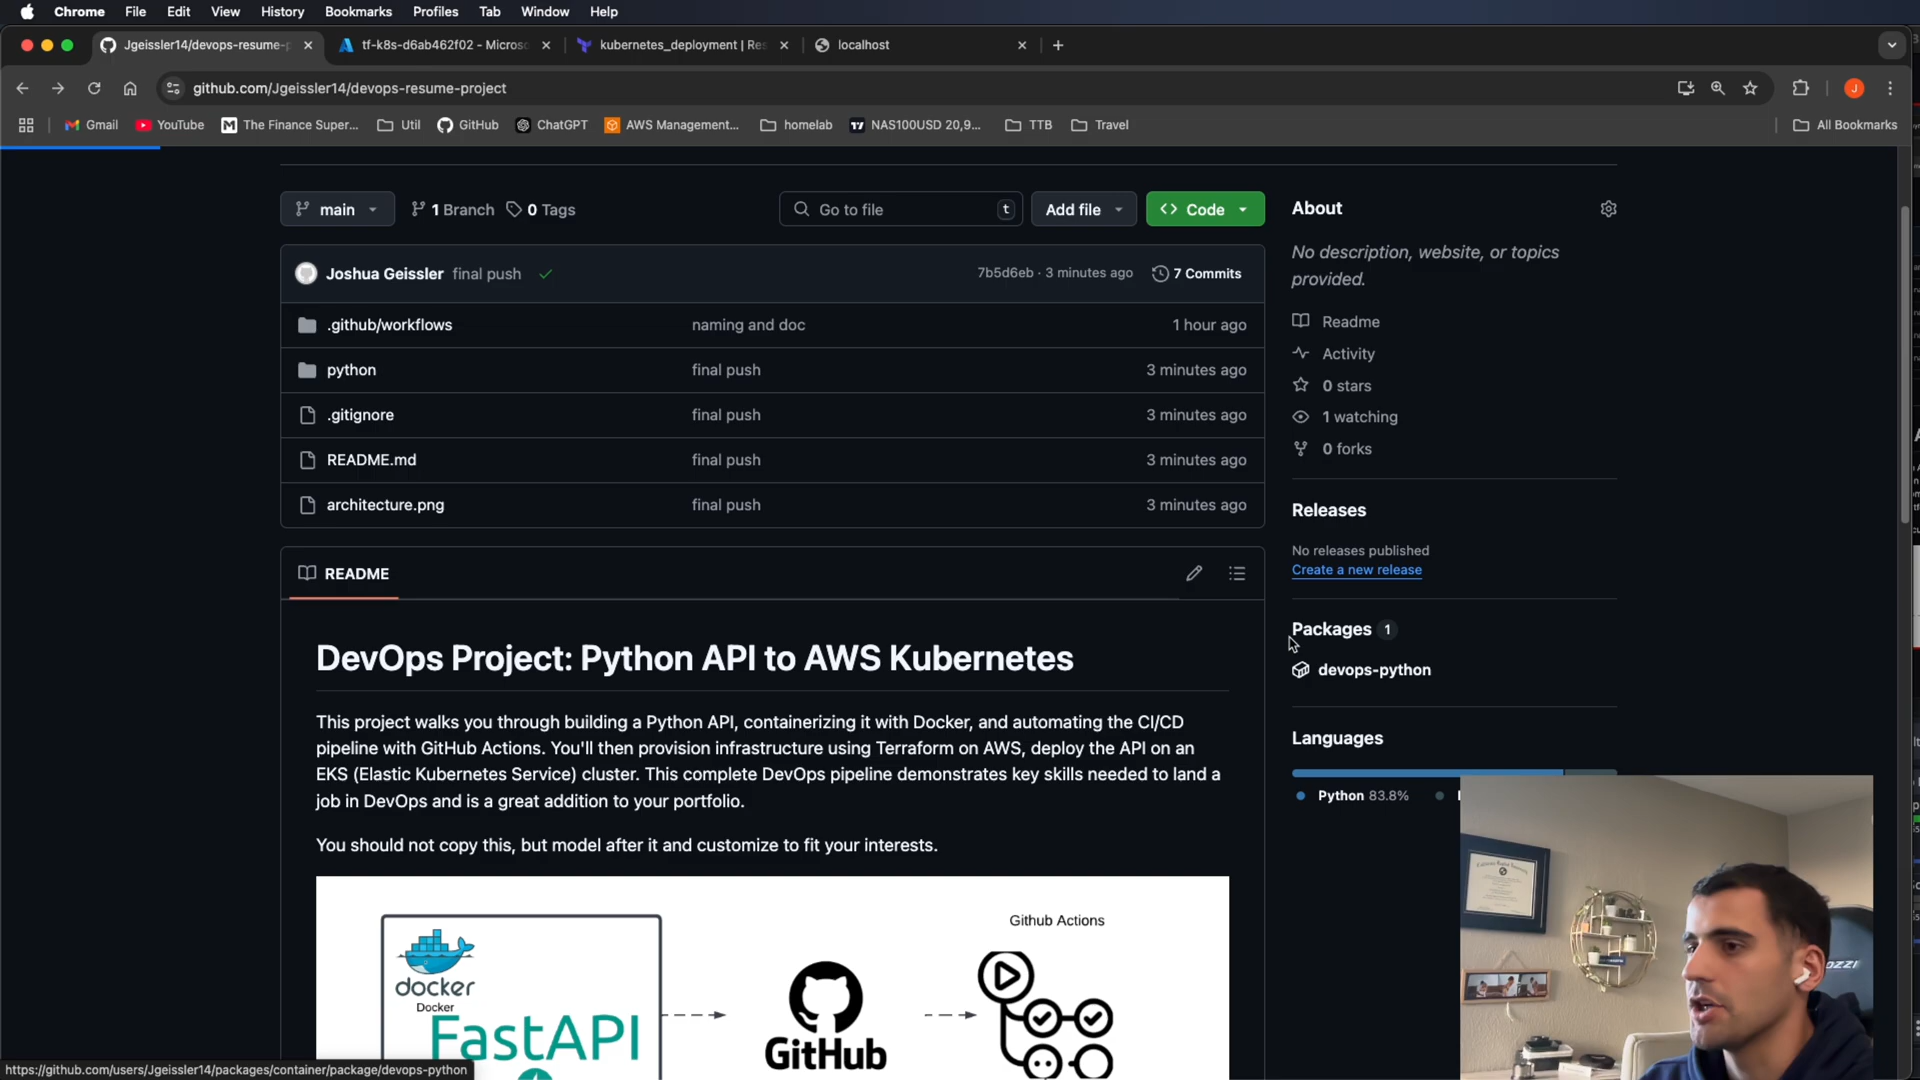 Chrome File Edit View History Bookmarks Profiles Tab Window Help
Jgeissler14/devops-resume-p
tf-k8s-d6ab462f02 - Microso
kubernetes_deployment | Res
localhost
github.com/Jgeissler14/devops-resume-project
J
Gmail YouTube The Finance Super... Util GitHub ChatGPT AWS Management... homelab NAS100USD 20,9... TTB Travel All Bookmarks
main 1 Branch 0 Tags Go to file t Add file Code
Joshua Geissler final push 7b5d6eb · 3 minutes ago 7 Commits
.github/workflows naming and doc 1 hour ago
python final push 3 minutes ago
.gitignore final push 3 minutes ago
README.md final push 3 minutes ago
architecture.png final push 3 minutes ago
README
DevOps Project: Python API to AWS Kubernetes
This project walks you through building a Python API, containerizing it with Docker, and automating the CI/CD
pipeline with GitHub Actions. You'll then provision infrastructure using Terraform on AWS, deploy the API on an
EKS (Elastic Kubernetes Service) cluster. This complete DevOps pipeline demonstrates key skills needed to land a
job in DevOps and is a great addition to your portfolio.
You should not copy this, but model after it and customize to fit your interests.
docker
Docker
FastAPI
GitHub
Github Actions
About
No description, website, or topics
provided.
Readme
Activity
0 stars
1 watching
0 forks
Releases
No releases published
Create a new release
Packages 1
devops-python
Languages
Python 83.8%
https://github.com/users/Jgeissler14/packages/container/package/devops-python